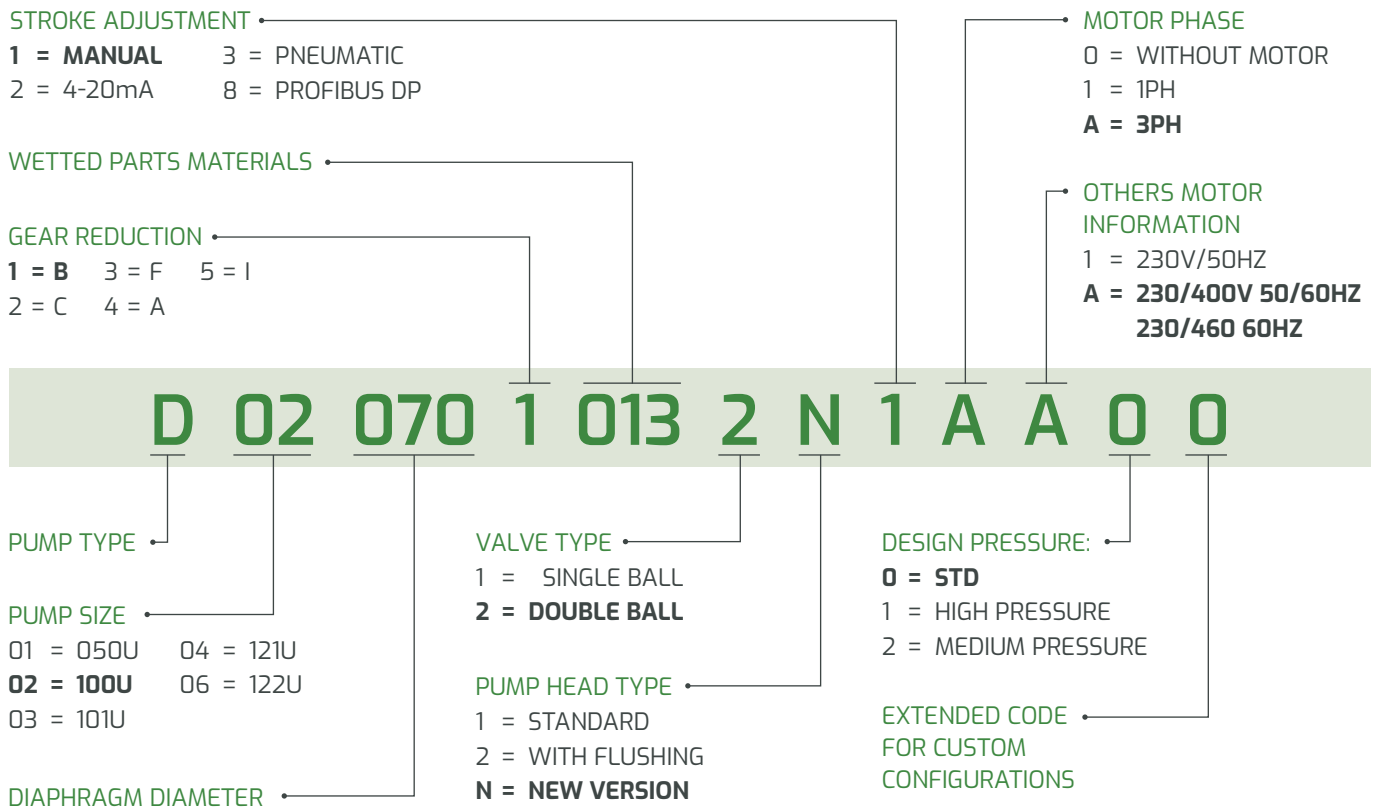 STROKE ADJUSTMENT
1 = MANUAL 3 = PNEUMATIC
2 = 4-20mA 8 = PROFIBUS DP
WETTED PARTS MATERIALS
GEAR REDUCTION
1 = B 3 = F 5 = I
2 = C 4 = A
MOTOR PHASE
0 = WITHOUT MOTOR
1 = 1PH
A = 3PH
OTHERS MOTOR
INFORMATION
1 = 230V/50HZ
A = 230/400V 50/60HZ
230/460 60HZ
D 02 070 1 013 2 N 1 A A 0 0
PUMP TYPE
PUMP SIZE
01 = 050U 04 = 121U
02 = 100U 06 = 122U
03 = 101U
DIAPHRAGM DIAMETER
VALVE TYPE
1 = SINGLE BALL
2 = DOUBLE BALL
PUMP HEAD TYPE
1 = STANDARD
2 = WITH FLUSHING
N = NEW VERSION
DESIGN PRESSURE:
0 = STD
1 = HIGH PRESSURE
2 = MEDIUM PRESSURE
EXTENDED CODE
FOR CUSTOM
CONFIGURATIONS